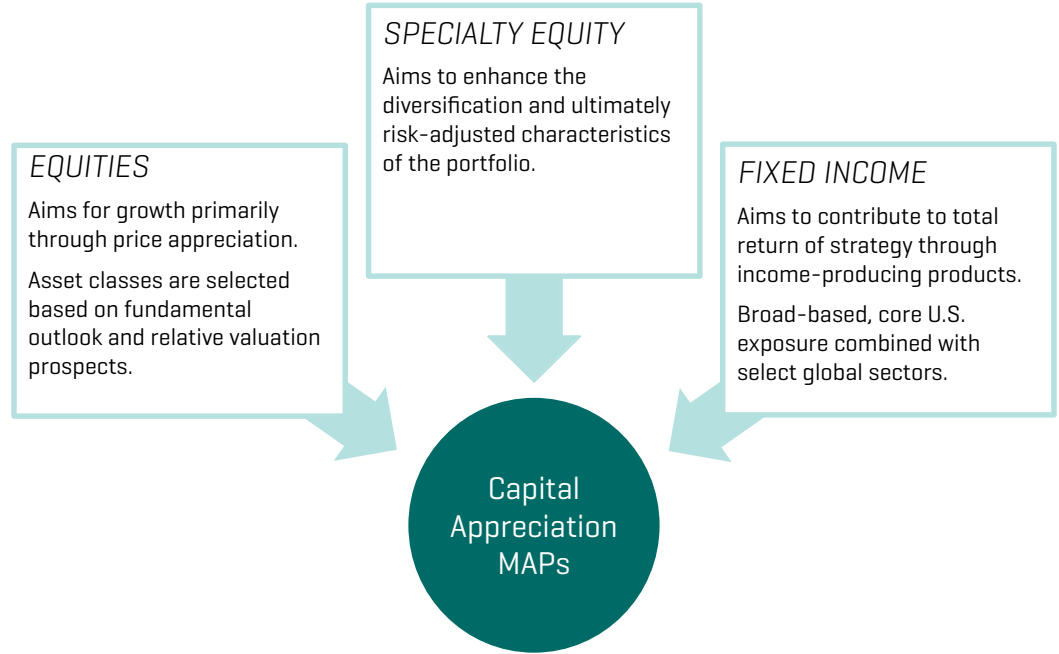 SPECIALTY EQUITY
Aims to enhance the
diversification and ultimately
risk-adjusted characteristics
of the portfolio.
EQUITIES
Aims for growth primarily
through price appreciation.
Asset classes are selected
based on fundamental
outlook and relative valuation
prospects.
FIXED INCOME
Aims to contribute to total
return of strategy through
income-producing products.
Broad-based, core U.S.
exposure combined with
select global sectors.
Capital
Appreciation
MAPs